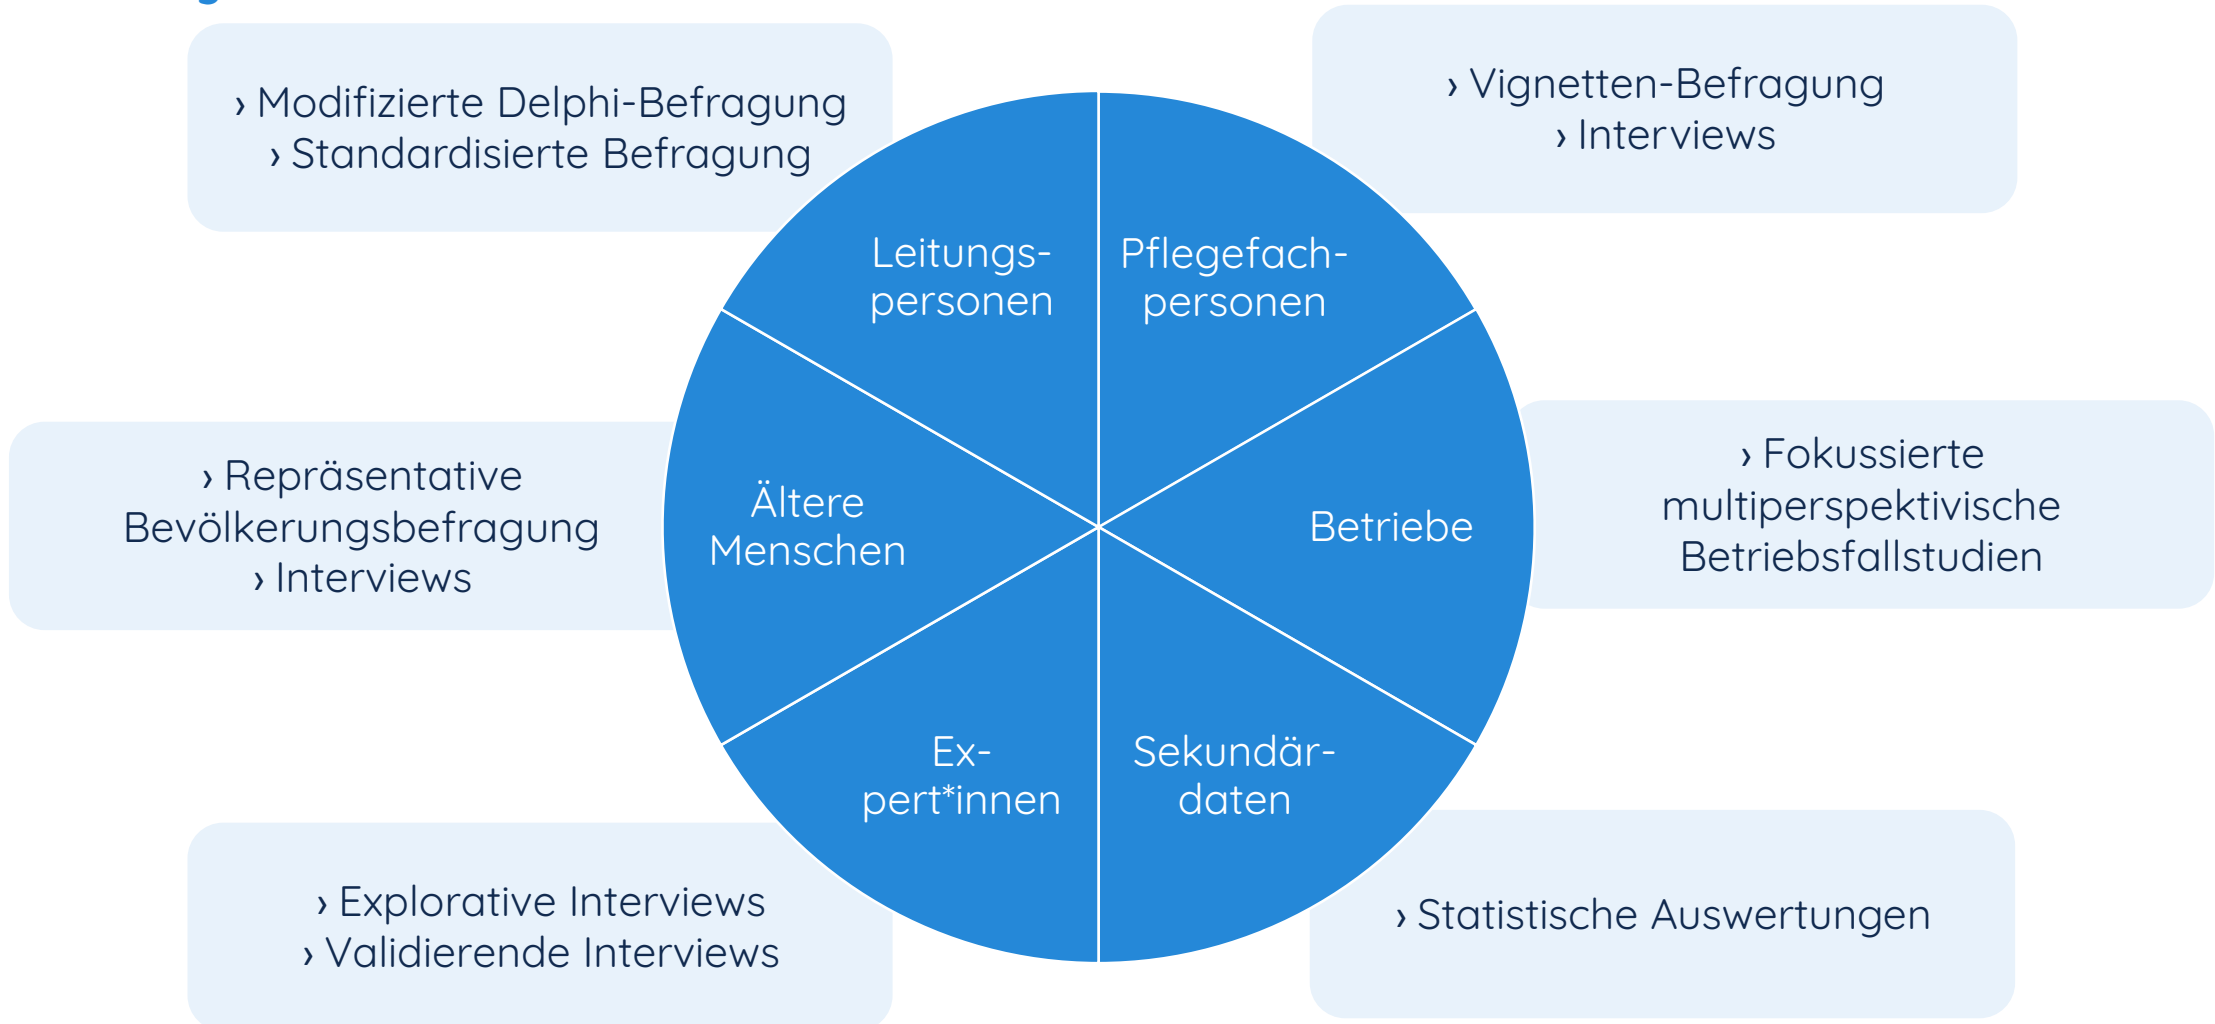 › Modifizierte Delphi-Befragung
› Standardisierte Befragung
› Vignetten-Befragung
› Interviews
Leitungs-
personen
Pflegefach-
personen
› Repräsentative
Bevölkerungsbefragung
› Interviews
Ältere
Menschen
Betriebe
› Fokussierte
multiperspektivische
Betriebsfallstudien
Ex-
pert*innen
Sekundär-
daten
› Explorative Interviews
› Validierende Interviews
› Statistische Auswertungen